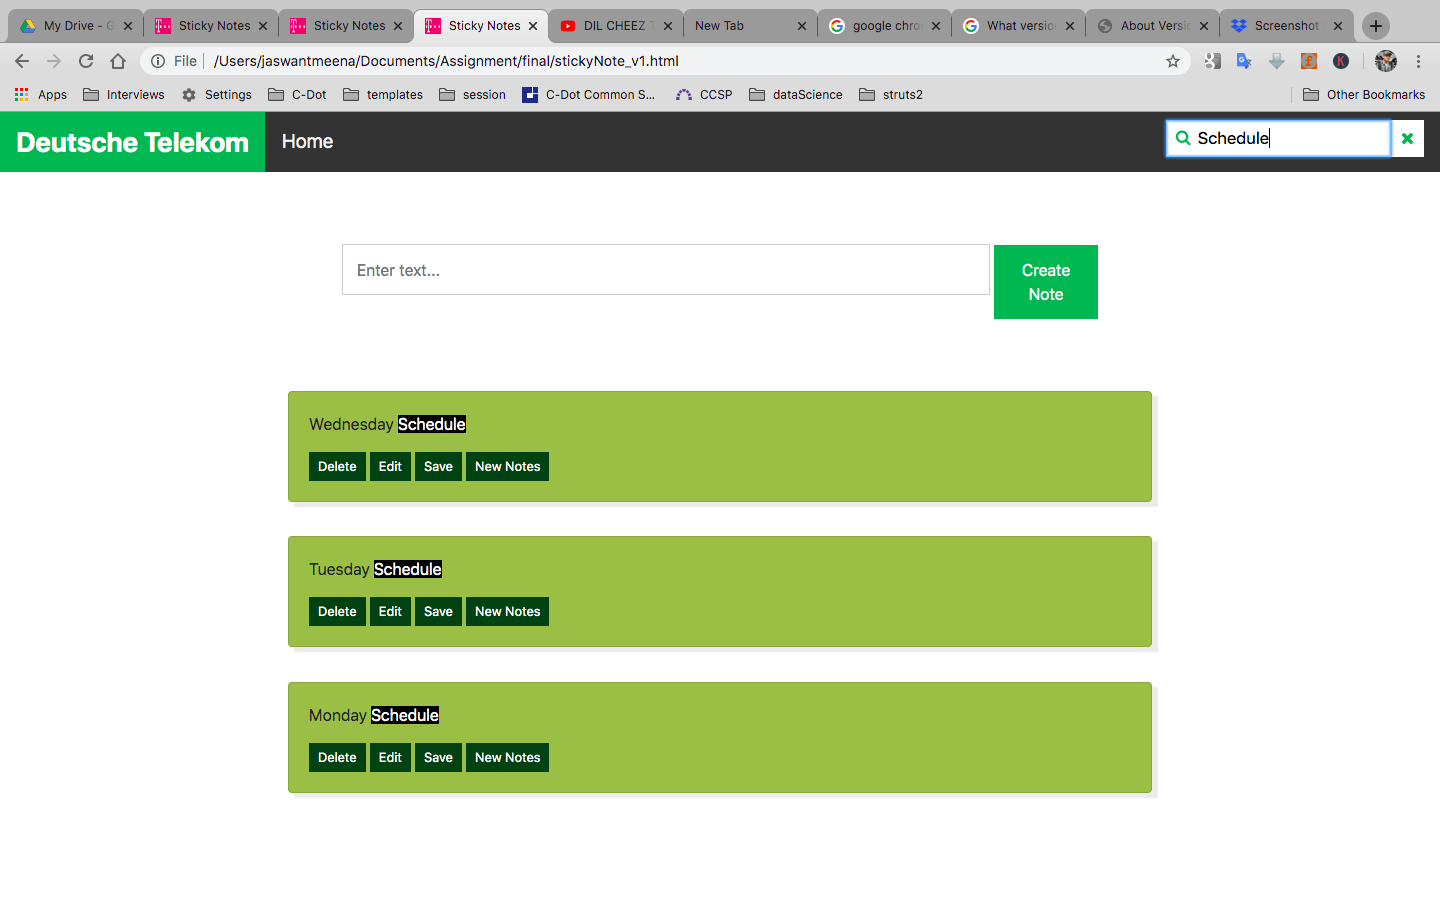 My Drive - G
Sticky Notes
Sticky Notes
Sticky Notes
DIL CHEEZ T
New Tab
google chro
What versio
About Versio
Screenshot
File
/Users/jaswantmeena/Documents/Assignment/final/stickyNote_v1.html
Apps
Interviews
Settings
C-Dot
templates
session
C-Dot Common S...
CCSP
dataScience
struts2
Other Bookmarks
Deutsche Telekom
Home
Schedule
Enter text...
Create
Note
Wednesday Schedule
Delete Edit Save New Notes
Tuesday Schedule
Delete Edit Save New Notes
Monday Schedule
Delete Edit Save New Notes